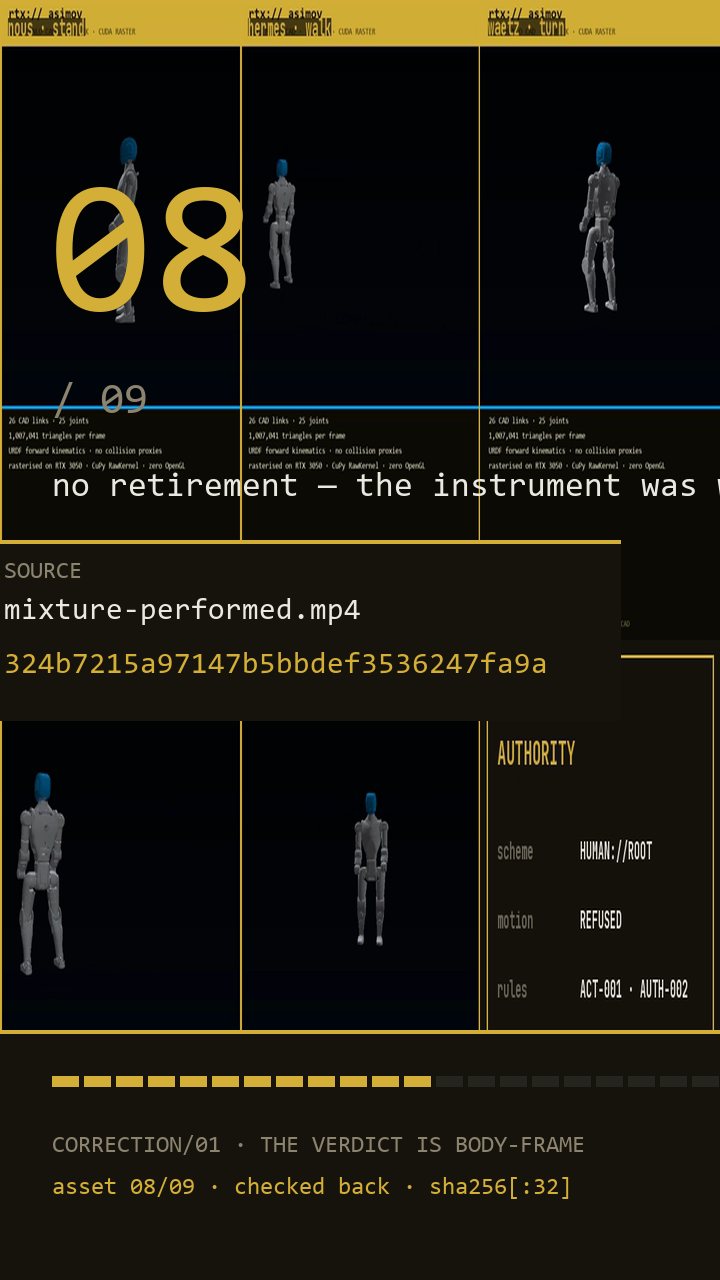 rtx:// asimov
nous · stand
· CUDA RASTER
rtx:// asimov
hermes · walk
· CUDA RASTER
rtx:// asimov
waetz · turn
· CUDA RASTER
08
/ 09
26 CAD links · 25 joints
1,007,041 triangles per frame
URDF forward kinematics · no collision proxies
rasterised on RTX 3050 · CuPy RawKernel · zero OpenGL
26 CAD links · 25 joints
1,007,041 triangles per frame
URDF forward kinematics · no collision proxies
rasterised on RTX 3050 · CuPy RawKernel · zero OpenGL
26 CAD links · 25 joints
1,007,041 triangles per frame
URDF forward kinematics · no collision proxies
rasterised on RTX 3050 · CuPy RawKernel · zero OpenGL
no retirement — the instrument was
SOURCE
mixture-performed.mp4
324b7215a97147b5bbdef3536247fa9a
AUTHORITY
scheme HUMAN://ROOT
motion REFUSED
rules ACT-001 · AUTH-002
CORRECTION/01 · THE VERDICT IS BODY-FRAME
asset 08/09 · checked back · sha256[:32]